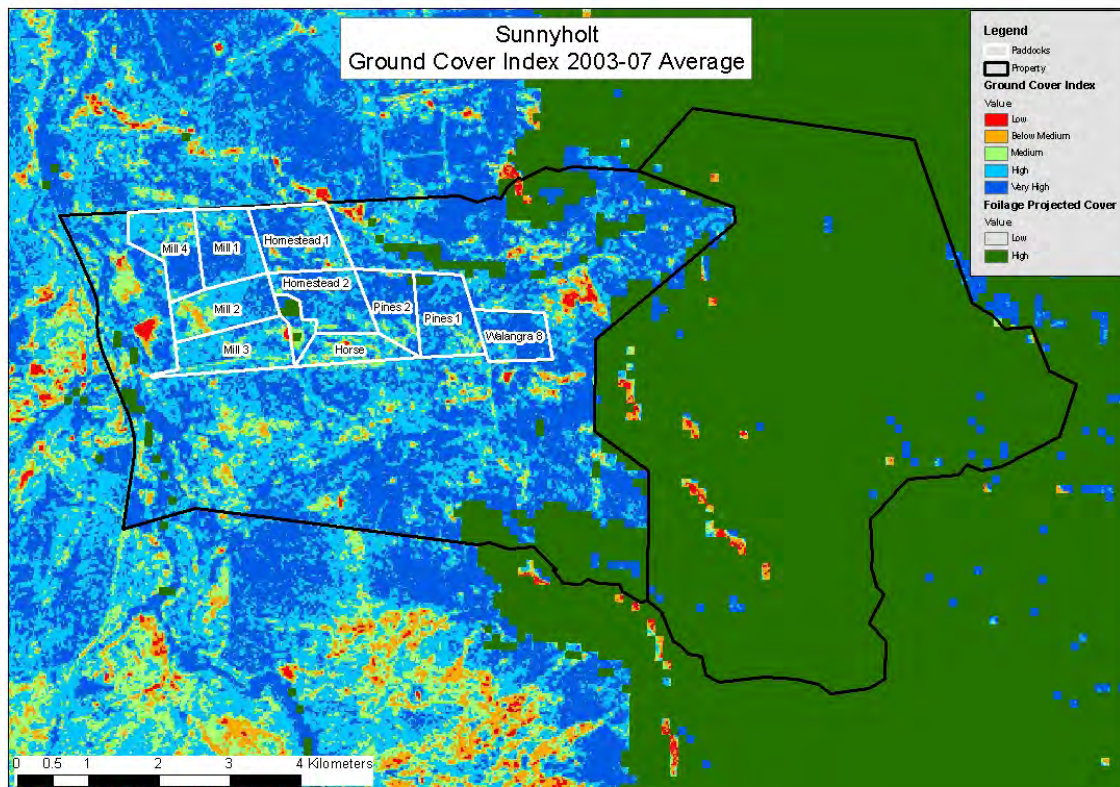 Sunnyholt
Ground Cover Index 2003-07 Average
Legend
Paddocks
Property
Ground Cover Index
Value
Low
Below Medium
Medium
High
Very High
Foilage Projected Cover
Value
Low
High
Mill 4
Mill 1
Homestead 1
Homestead 2
Mill 2
Pines 2
Pines 1
Walangra 8
Mill 3
Horse
0 0.5 1 2 3 4 Kilometers